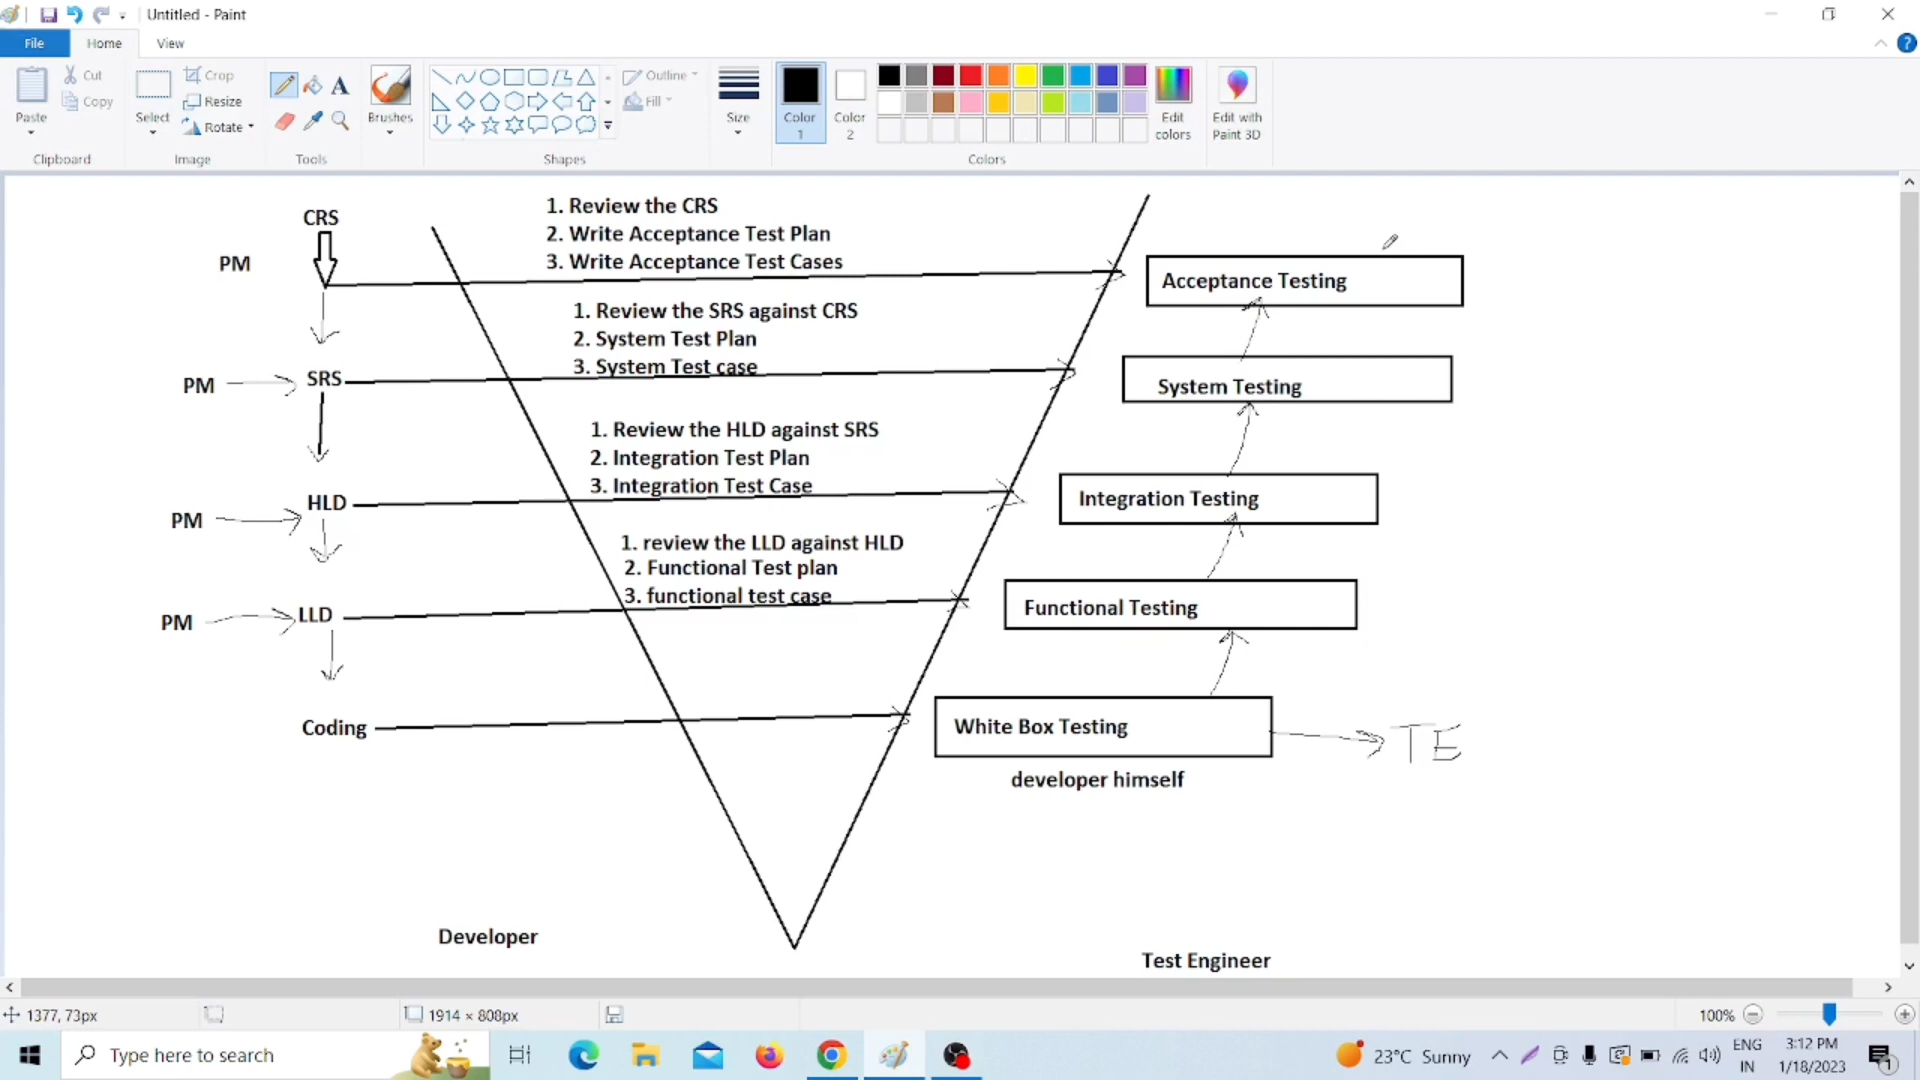 Untitled - Paint
File
Home
View
Paste
Cut
Copy
Clipboard
Select
Crop
Resize
Rotate
Image
Tools
Brushes
Outline
Fill
Shapes
Size
Color 1
Color 2
Edit colors
Edit with Paint 3D
Colors
CRS
PM
1. Review the CRS
2. Write Acceptance Test Plan
3. Write Acceptance Test Cases
Acceptance Testing
1. Review the SRS against CRS
2. System Test Plan
3. System Test case
PM
SRS
System Testing
1. Review the HLD against SRS
2. Integration Test Plan
3. Integration Test Case
PM
HLD
Integration Testing
1. review the LLD against HLD
2. Functional Test plan
3. functional test case
PM
LLD
Functional Testing
Coding
White Box Testing
TE
developer himself
Developer
Test Engineer
1377, 73px
1914 × 808px
100%
Type here to search
23°C Sunny
ENG
IN
3:12 PM
1/18/2023
1